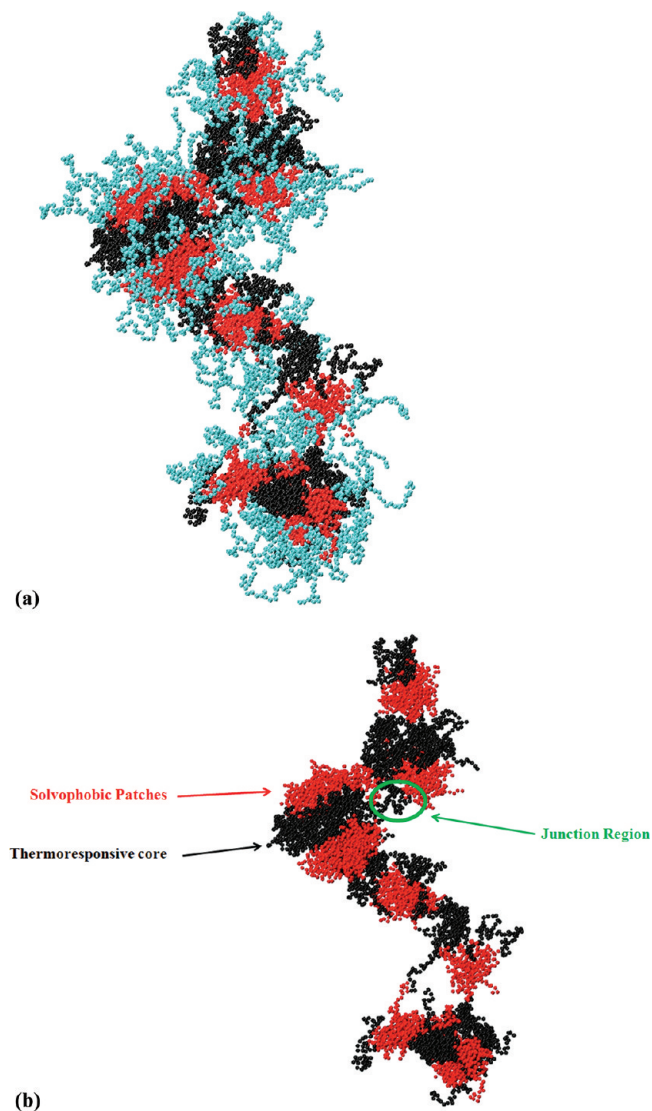 (a)
Solvophobic Patches
Thermoresponsive core
Junction Region
(b)